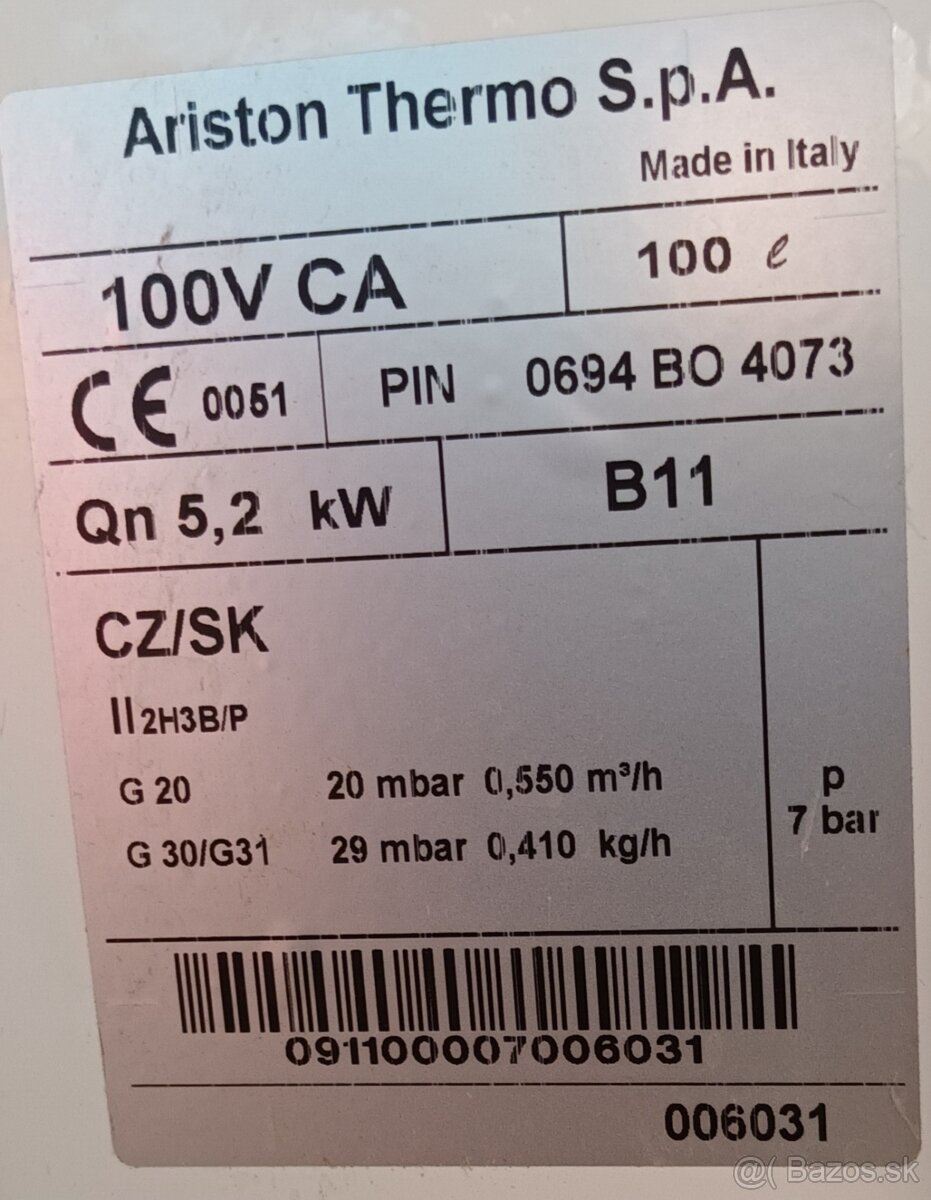 Ariston Thermo S.p.A.
Made in Italy
100V CA 100 ℓ
CE 0051 PIN 0694 BO 4073
Qn 5,2 kW B11
CZ/SK
II 2H3B/P
G 20 20 mbar 0,550 m³/h
G 30/G31 29 mbar 0,410 kg/h
p
7 bar
091100007006031
006031
@( Bazos.sk